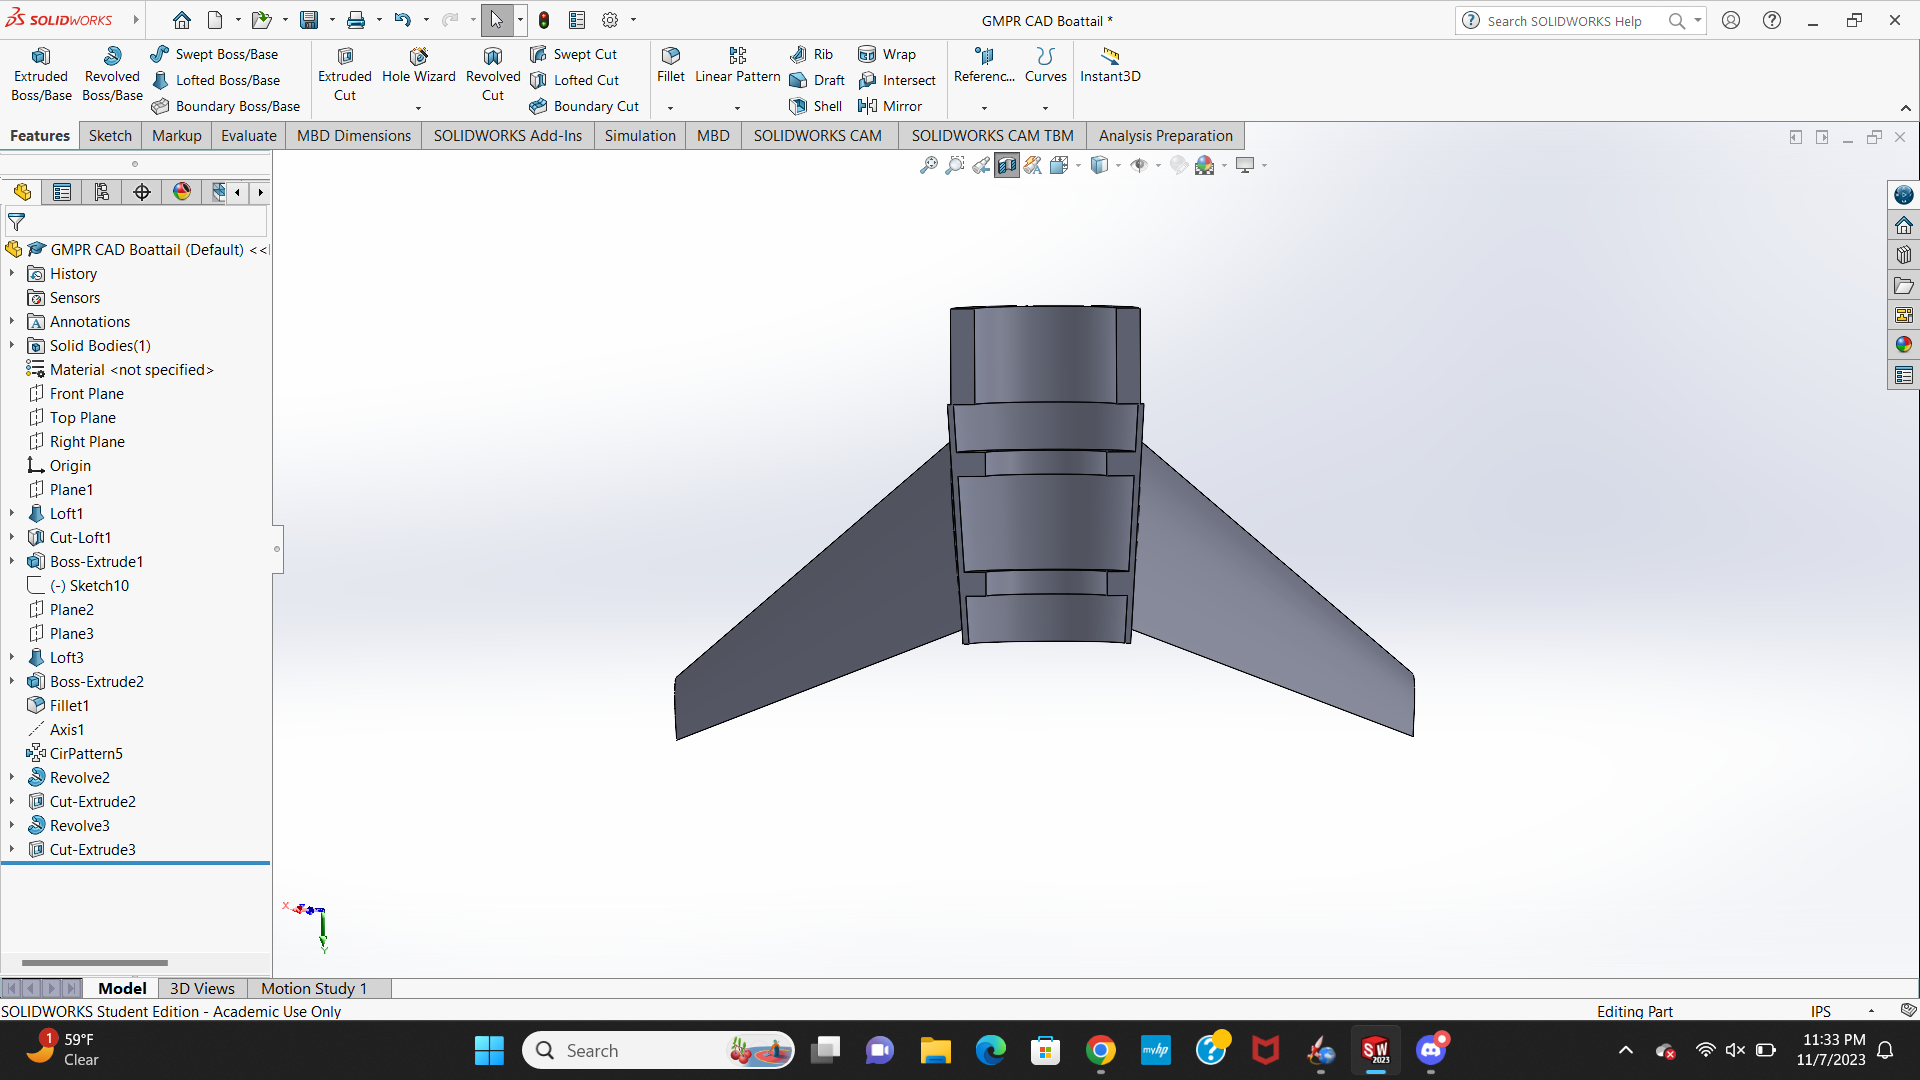 SOLIDWORKS
GMPR CAD Boattail *
Search SOLIDWORKS Help
Extruded Boss/Base
Revolved Boss/Base
Swept Boss/Base
Lofted Boss/Base
Boundary Boss/Base
Extruded Cut
Hole Wizard
Revolved Cut
Swept Cut
Lofted Cut
Boundary Cut
Fillet
Linear Pattern
Rib
Draft
Shell
Wrap
Intersect
Mirror
Referenc...
Curves
Instant3D
Features
Sketch
Markup
Evaluate
MBD Dimensions
SOLIDWORKS Add-Ins
Simulation
MBD
SOLIDWORKS CAM
SOLIDWORKS CAM TBM
Analysis Preparation
GMPR CAD Boattail (Default) <<
History
Sensors
Annotations
Solid Bodies(1)
Material <not specified>
Front Plane
Top Plane
Right Plane
Origin
Plane1
Loft1
Cut-Loft1
Boss-Extrude1
(-) Sketch10
Plane2
Plane3
Loft3
Boss-Extrude2
Fillet1
Axis1
CirPattern5
Revolve2
Cut-Extrude2
Revolve3
Cut-Extrude3
X
Z
Y
Model
3D Views
Motion Study 1
SOLIDWORKS Student Edition - Academic Use Only
Editing Part
IPS
1
59°F
Clear
Search
myhp
SW
2023
11:33 PM
11/7/2023